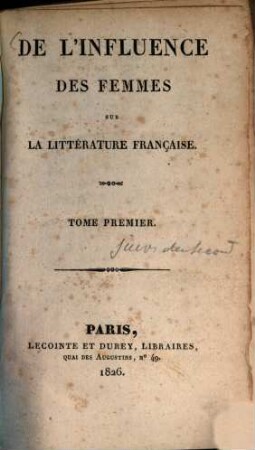 DE L'INFLUENCE
DES FEMMES
SUR
LA LITTÉRATURE FRANÇAISE.
TOME PREMIER.
PARIS,
LECOINTE ET DUREY, LIBRAIRES,
QUAI DES AUGUSTINS, Nº 49.
1826.